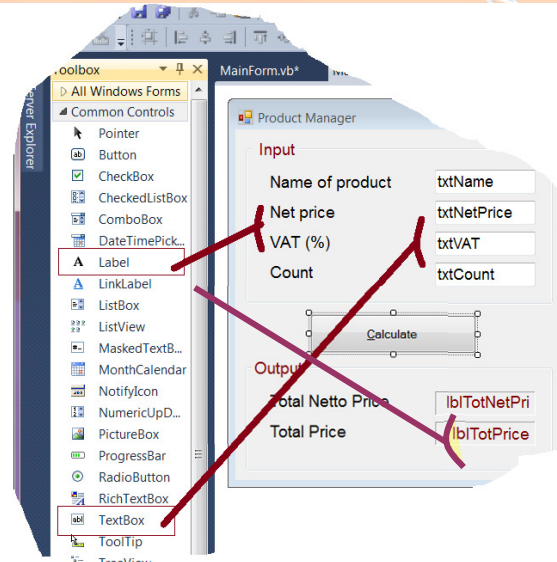 Toolbox
MainForm.vb*
Server Explorer
All Windows Forms
Common Controls
Pointer
Button
CheckBox
CheckedListBox
ComboBox
DateTimePick...
A Label
A LinkLabel
ListBox
ListView
MaskedTextB...
MonthCalendar
NotifyIcon
NumericUpD...
PictureBox
ProgressBar
RadioButton
RichTextBox
abl TextBox
ToolTip
TreeView
Product Manager
Input
Name of product txtName
Net price txtNetPrice
VAT (%) txtVAT
Count txtCount
Calculate
Output
Total Netto Price lblTotNetPri
Total Price lblTotPrice